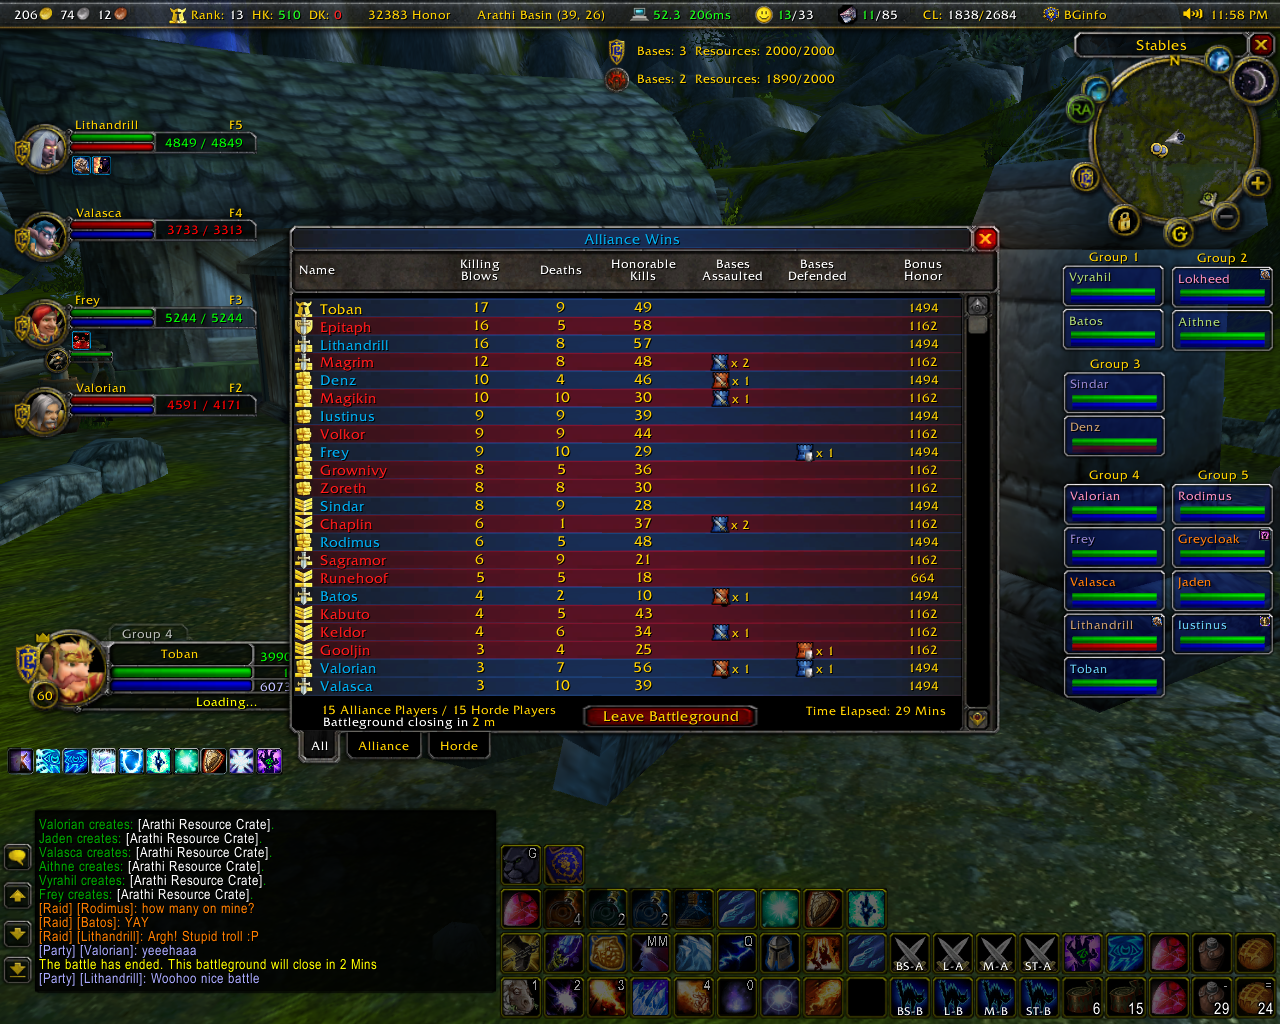 206 74 12 Rank: 13 HK: 510 DK: 0 32383 Honor Arathi Basin (39, 26) 52.3 206ms 13/33 11/85 CL: 1838/2684 BGinfo 11:58 PM
Bases: 3 Resources: 2000/2000
Bases: 2 Resources: 1890/2000
Stables
N
RA
G
Lithandrill F5
4849 / 4849
Valasca F4
3733 / 3313
Frey F3
5244 / 5244
Valorian F2
4591 / 4171
Alliance Wins
Name Killing Blows Deaths Honorable Kills Bases Assaulted Bases Defended Bonus Honor
Toban 17 9 49 1494
Epitaph 16 5 58 1162
Lithandrill 16 8 57 1494
Magrim 12 8 48 x 2 1162
Denz 10 4 46 x 1 1494
Magikin 10 10 30 x 1 1162
Iustinus 9 9 39 1494
Volkor 9 9 44 1162
Frey 9 10 29 x 1 1494
Grownivy 8 5 36 1162
Zoreth 8 8 30 1162
Sindar 8 9 28 1494
Chaplin 6 1 37 x 2 1162
Rodimus 6 5 48 1494
Sagramor 6 9 21 1162
Runehoof 5 5 18 664
Batos 4 2 10 x 1 1494
Kabuto 4 5 43 1162
Keldor 4 6 34 x 1 1162
Gooljin 3 4 25 x 1 1162
Valorian 3 7 56 x 1 x 1 1494
Valasca 3 10 39 1494
15 Alliance Players / 15 Horde Players
Battleground closing in 2 m
Leave Battleground
Time Elapsed: 29 Mins
All Alliance Horde
Group 1 Group 2
Vyrahil Lokheed
Batos Aithne
Group 3
Sindar
Denz
Group 4 Group 5
Valorian Rodimus
Frey Greycloak
Valasca Jaden
Lithandrill Iustinus
Toban
Group 4
Toban 3990
60 6073
Loading...
Valorian creates: [Arathi Resource Crate].
Jaden creates: [Arathi Resource Crate].
Valasca creates: [Arathi Resource Crate].
Aithne creates: [Arathi Resource Crate].
Vyrahil creates: [Arathi Resource Crate].
Frey creates: [Arathi Resource Crate].
[Raid] [Rodimus]: how many on mine?
[Raid] [Batos]: YAY
[Raid] [Lithandrill]: Argh! Stupid troll :P
[Party] [Valorian]: yeeehaaa
The battle has ended. This battleground will close in 2 Mins
[Party] [Lithandrill]: Woohoo nice battle
G
4 2 2
MM Q BS-A L-A M-A ST-A
1 2 3 4 0 BS-B L-B M-B ST-B 6 15 - 29 = 24